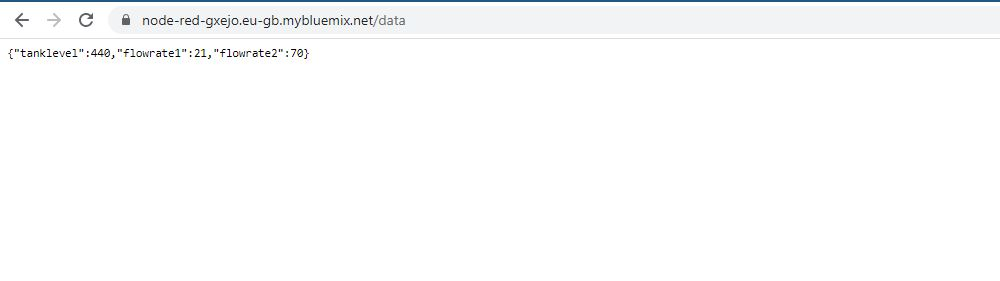 node-red-gxejo.eu-gb.mybluemix.net/data
{"tanklevel":440,"flowrate1":21,"flowrate2":70}